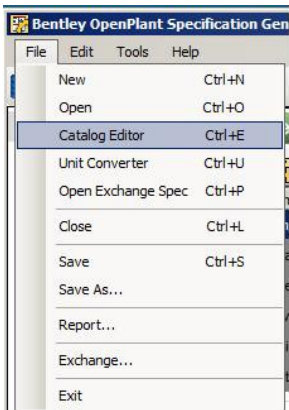 Bentley OpenPlant Specification Gen
File Edit Tools Help
New Ctrl+N
Open Ctrl+O
Catalog Editor Ctrl+E
Unit Converter Ctrl+U
Open Exchange Spec Ctrl+P
Close Ctrl+L
Save Ctrl+S
Save As...
Report...
Exchange...
Exit